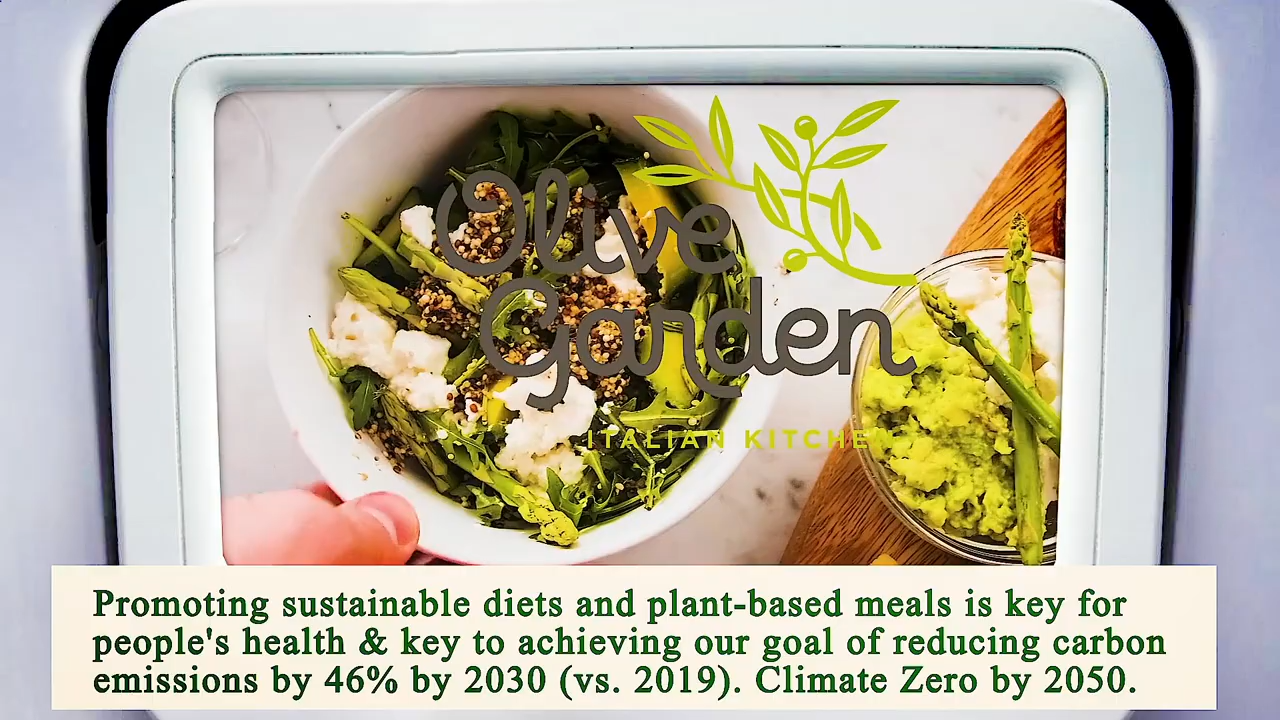 Olive
Garden
ITALIAN KITCHEN
Promoting sustainable diets and plant-based meals is key for
people's health & key to achieving our goal of reducing carbon
emissions by 46% by 2030 (vs. 2019). Climate Zero by 2050.